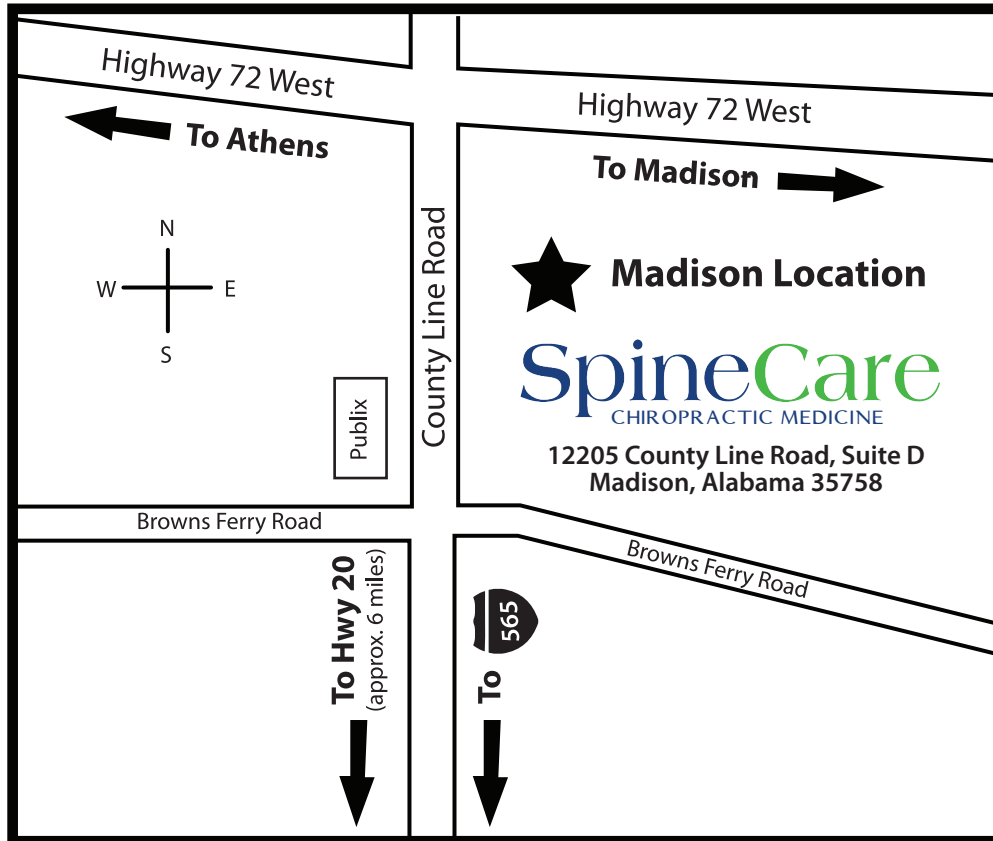 Highway 72 West
Highway 72 West
To Athens
To Madison
N
W
E
S
County Line Road
Madison Location
SpineCare
CHIROPRACTIC MEDICINE
12205 County Line Road, Suite D
Madison, Alabama 35758
Publix
Browns Ferry Road
Browns Ferry Road
To Hwy 20
(approx. 6 miles)
To 565